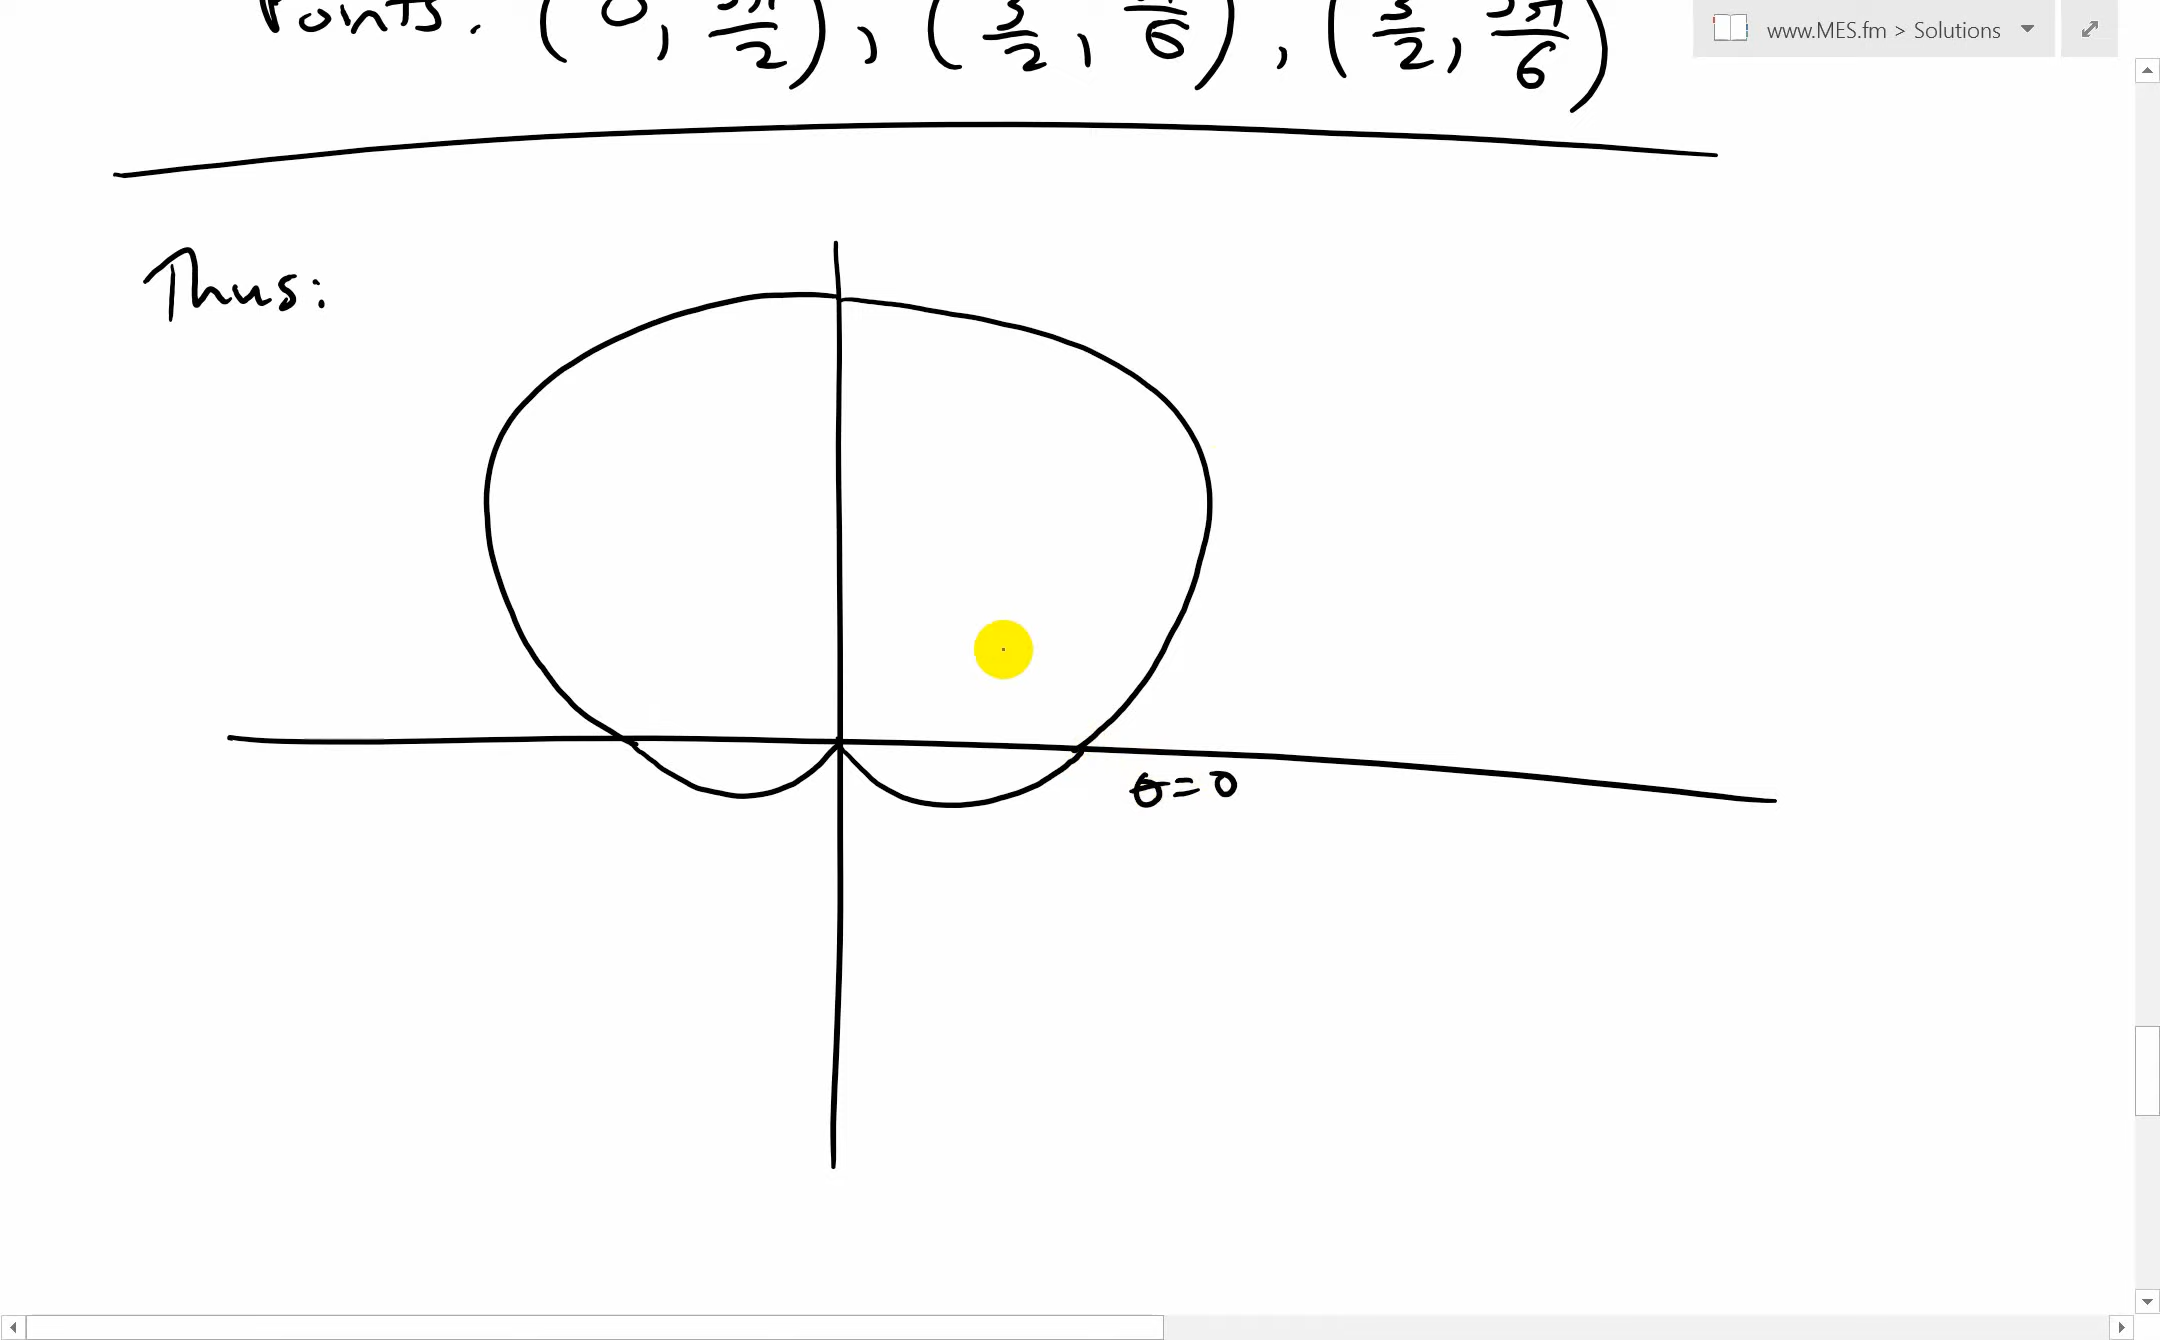 Points: (0, 3π/2), (3/2, π/6), (3/2, 5π/6)
www.MES.fm > Solutions
Thus:
θ=0